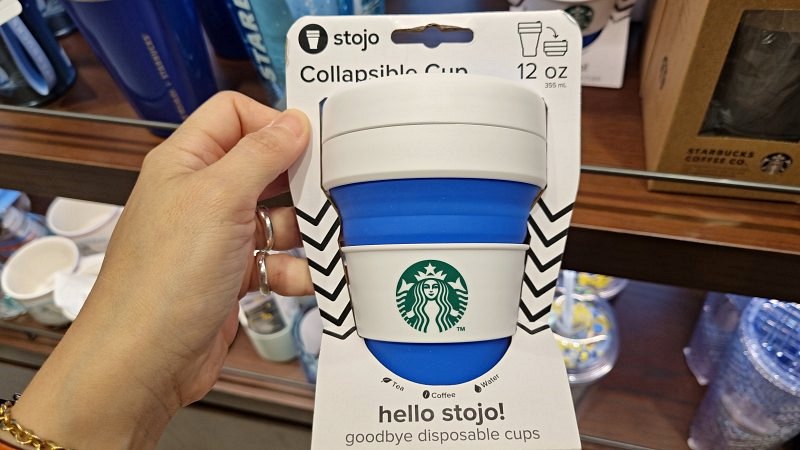 stojo
Collapsible Cup
12 oz
355 mL
TM
Tea
Coffee
Water
hello stojo!
goodbye disposable cups
STARBUCKS
COFFEE CO.